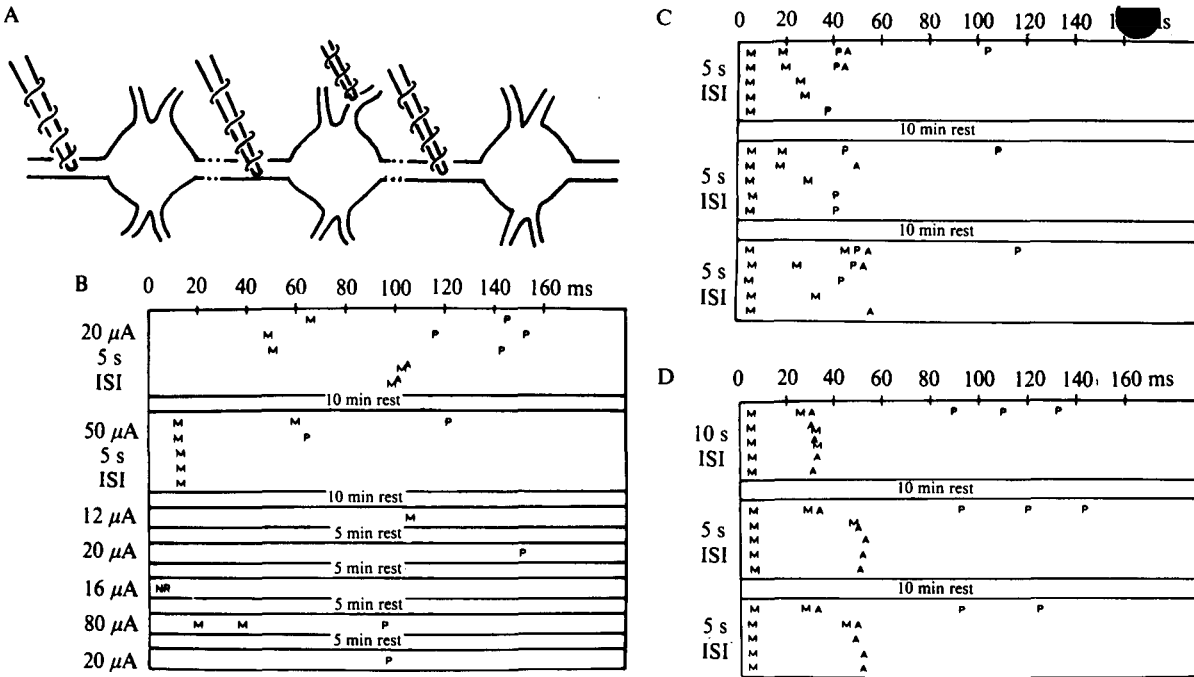 A
B
0 20 40 60 80 100 120 140 160 ms
M P
20 µA
M P P
5 s
M P
M A
ISI
M A
10 min rest
M M P
50 µA
M P
5 s
M
M
ISI
M
10 min rest
12 µA M
5 min rest
20 µA P
5 min rest
16 µA NR
5 min rest
80 µA M M P
5 min rest
20 µA P
C
0 20 40 60 80 100 120 140
M M P A P
5 s
M M P A
M M
ISI
M M
M P
10 min rest
M M P P
M M A
5 s
M M
ISI
M P
M P
10 min rest
M M P A P
M M P A
5 s
M P
ISI
M M
M A
D
0 20 40 60 80 100 120 140 160 ms
M M A P P P
10 s
M A M
M A M
ISI
M A
M A
10 min rest
M M A P P P
5 s
M M A
M A
ISI
M A
M A
10 min rest
M M A P P
5 s
M M A
M A
ISI
M A
M A